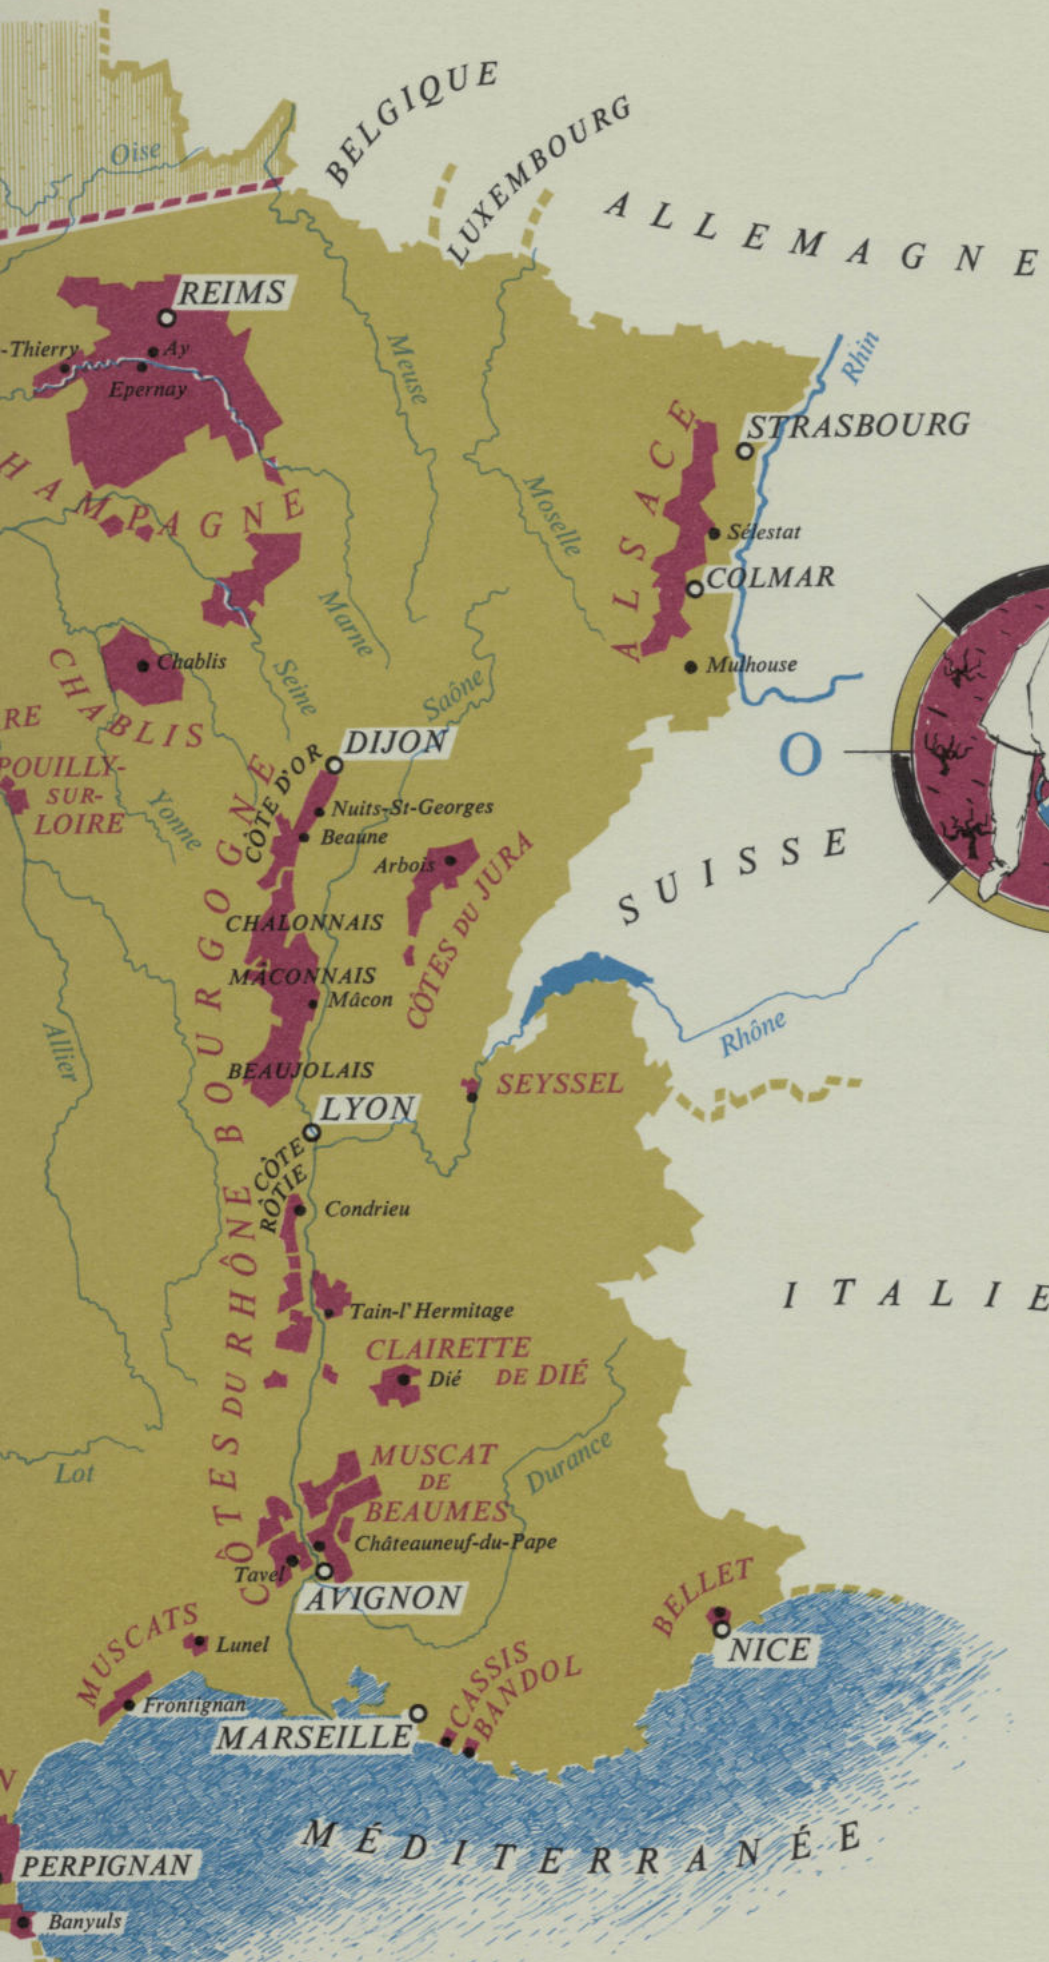 BELGIQUE
LUXEMBOURG
ALLEMAGNE
Oise
REIMS
-Thierry
Ay
Epernay
Meuse
Rhin
STRASBOURG
ALSACE
Moselle
Sélestat
COLMAR
HAMPAGNE
Marne
Mulhouse
Chablis
CHABLIS
Seine
Saône
RE
POUILLY-
SUR-
LOIRE
Yonne
DIJON
CÔTE D'OR
O
Nuits-St-Georges
Beaune
Arbois
CÔTES DU JURA
SUISSE
BOURGOGNE
CHALONNAIS
MÂCONNAIS
Mâcon
Allier
Rhône
BEAUJOLAIS
SEYSSEL
LYON
CÔTE
RÔTIE
Condrieu
CÔTES DU RHÔNE
ITALIE
Tain-l'Hermitage
CLAIRETTE
Dié
DE DIÉ
Lot
MUSCAT
DE
BEAUMES
Durance
Châteauneuf-du-Pape
Tavel
AVIGNON
BELLET
NICE
MUSCATS
Lunel
Frontignan
CASSIS
BANDOL
MARSEILLE
MÉDITERRANÉE
PERPIGNAN
Banyuls